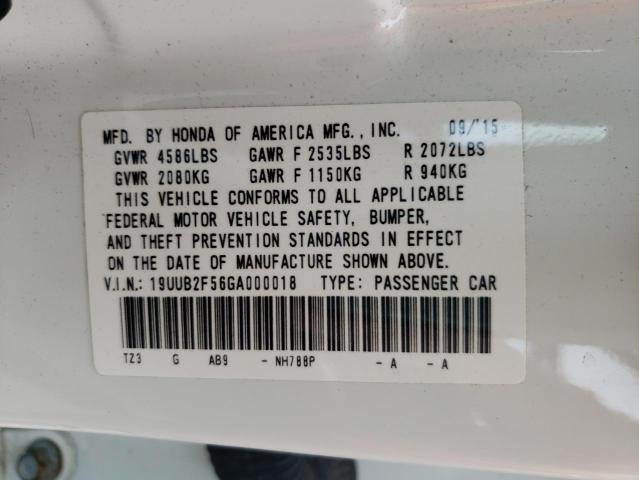 MFD. BY HONDA OF AMERICA MFG., INC. 09/'15
GVWR 4586LBS GAWR F 2535LBS R 2072LBS
GVWR 2080KG GAWR F 1150KG R 940KG
THIS VEHICLE CONFORMS TO ALL APPLICABLE
FEDERAL MOTOR VEHICLE SAFETY, BUMPER,
AND THEFT PREVENTION STANDARDS IN EFFECT
ON THE DATE OF MANUFACTURE SHOWN ABOVE.
V.I.N.: 19UUB2F56GA000018 TYPE: PASSENGER CAR
TZ3 G AB9 - NH788P - A - A